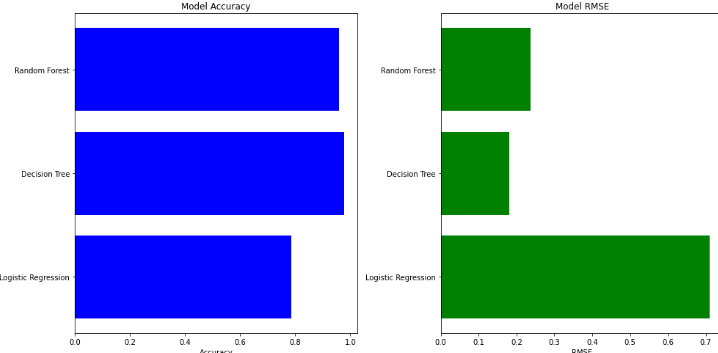 Model Accuracy
Random Forest
Decision Tree
Logistic Regression
0.0 0.2 0.4 0.6 0.8 1.0
Accuracy
Model RMSE
Random Forest
Decision Tree
Logistic Regression
0.0 0.1 0.2 0.3 0.4 0.5 0.6 0.7
RMSE